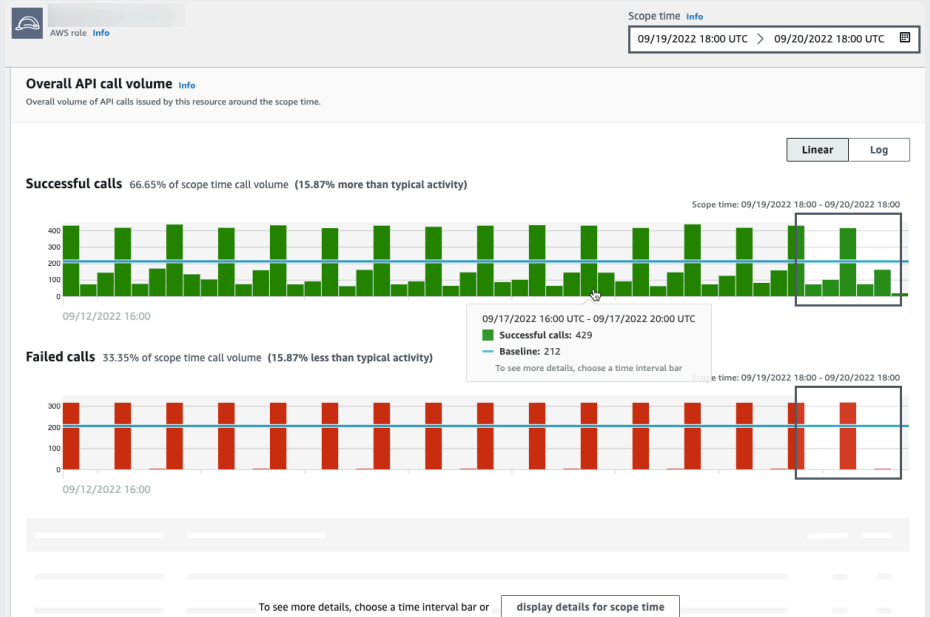 Scope time Info
AWS role Info
09/19/2022 18:00 UTC > 09/20/2022 18:00 UTC
Overall API call volume Info
Overall volume of API calls issued by this resource around the scope time.
Linear Log
Successful calls 66.65% of scope time call volume (15.87% more than typical activity)
Scope time: 09/19/2022 18:00 - 09/20/2022 18:00
400
300
200
100
0
09/12/2022 16:00
09/17/2022 16:00 UTC - 09/17/2022 20:00 UTC
Successful calls: 429
Baseline: 212
To see more details, choose a time interval bar
Failed calls 33.35% of scope time call volume (15.87% less than typical activity)
pe time: 09/19/2022 18:00 - 09/20/2022 18:00
300
200
100
0
09/12/2022 16:00
To see more details, choose a time interval bar or display details for scope time